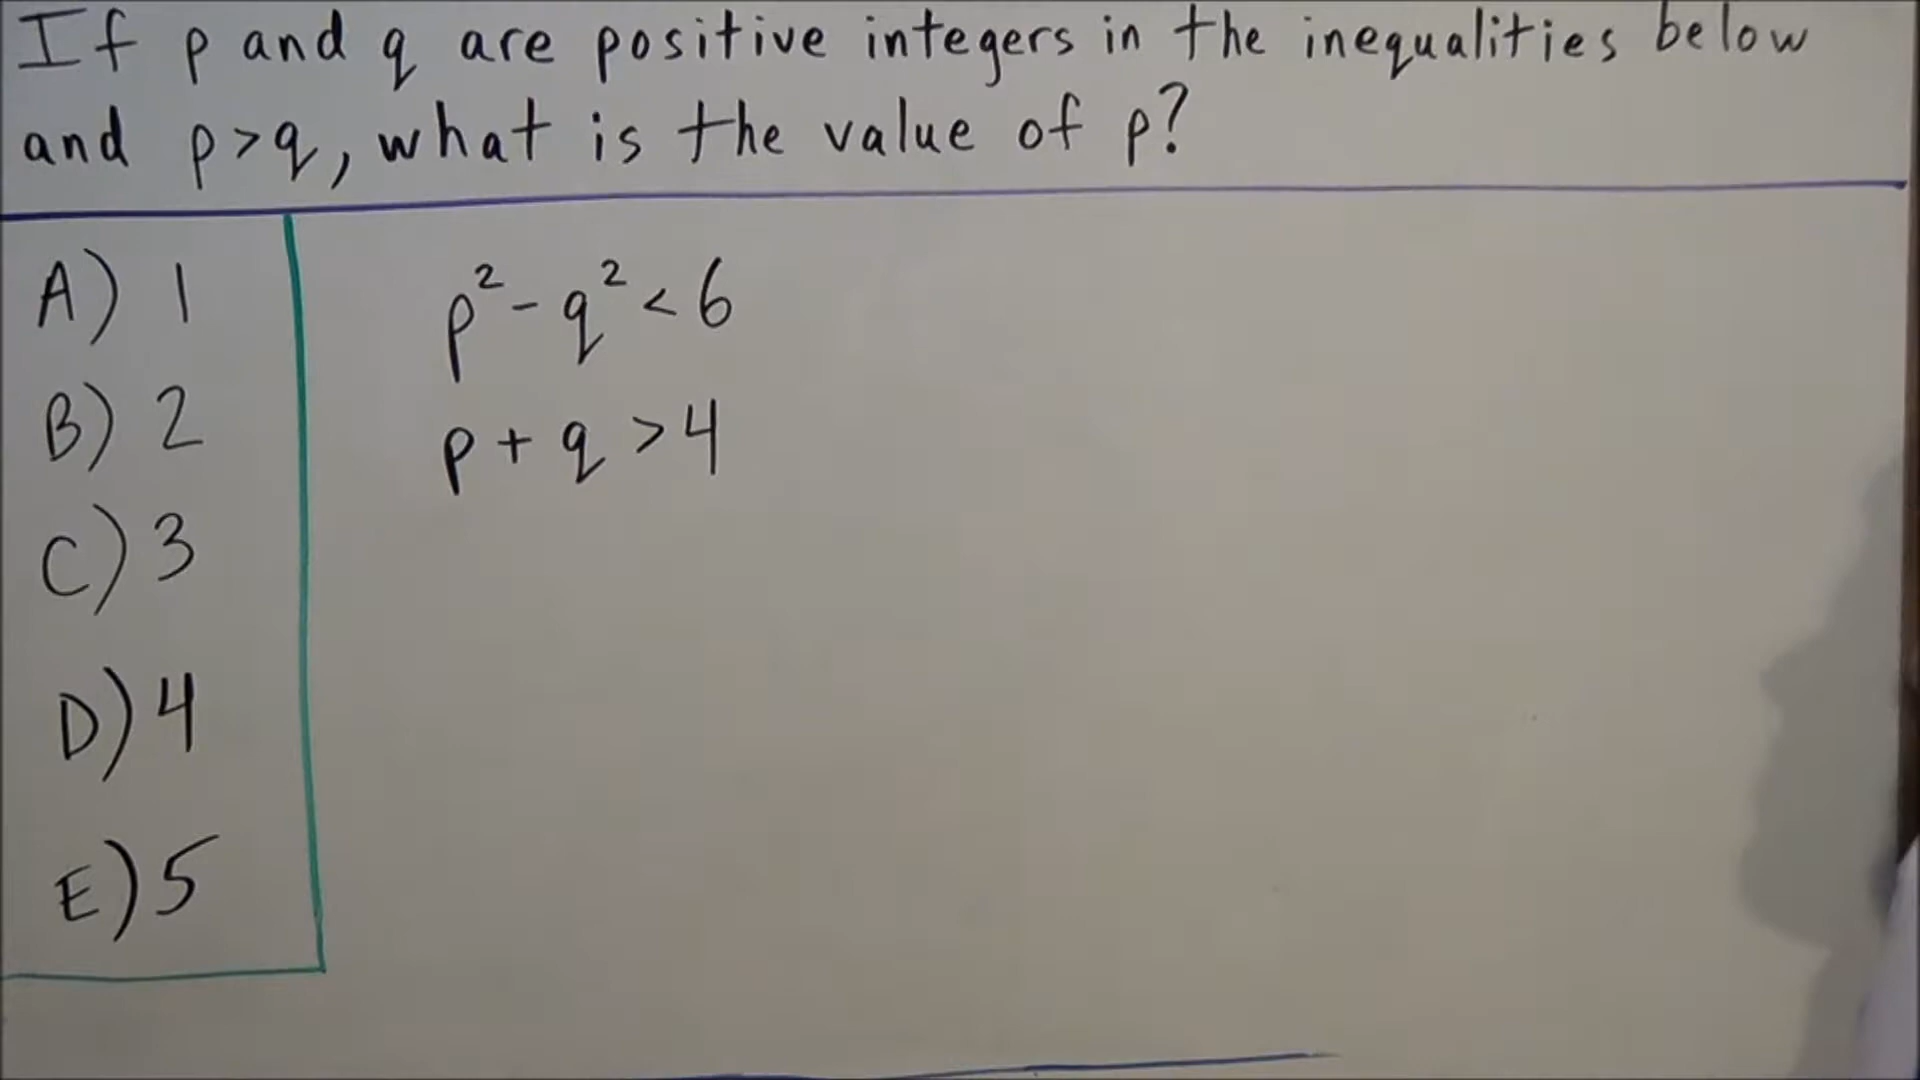 If p and q are positive integers in the inequalities below
and p>q, what is the value of p?
A) 1
B) 2
C) 3
D) 4
E) 5
p² - q² < 6
p + q > 4